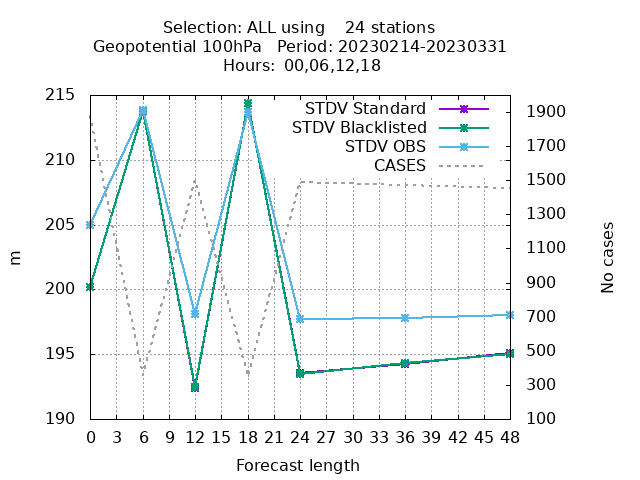 Selection: ALL using    24 stations
Geopotential 100hPa   Period: 20230214-20230331
Hours: 00,06,12,18
STDV Standard
STDV Blacklisted
STDV OBS
CASES
215
210
205
200
195
190
m
1900
1700
1500
1300
1100
900
700
500
300
100
No cases
0 3 6 9 12 15 18 21 24 27 30 33 36 39 42 45 48
Forecast length